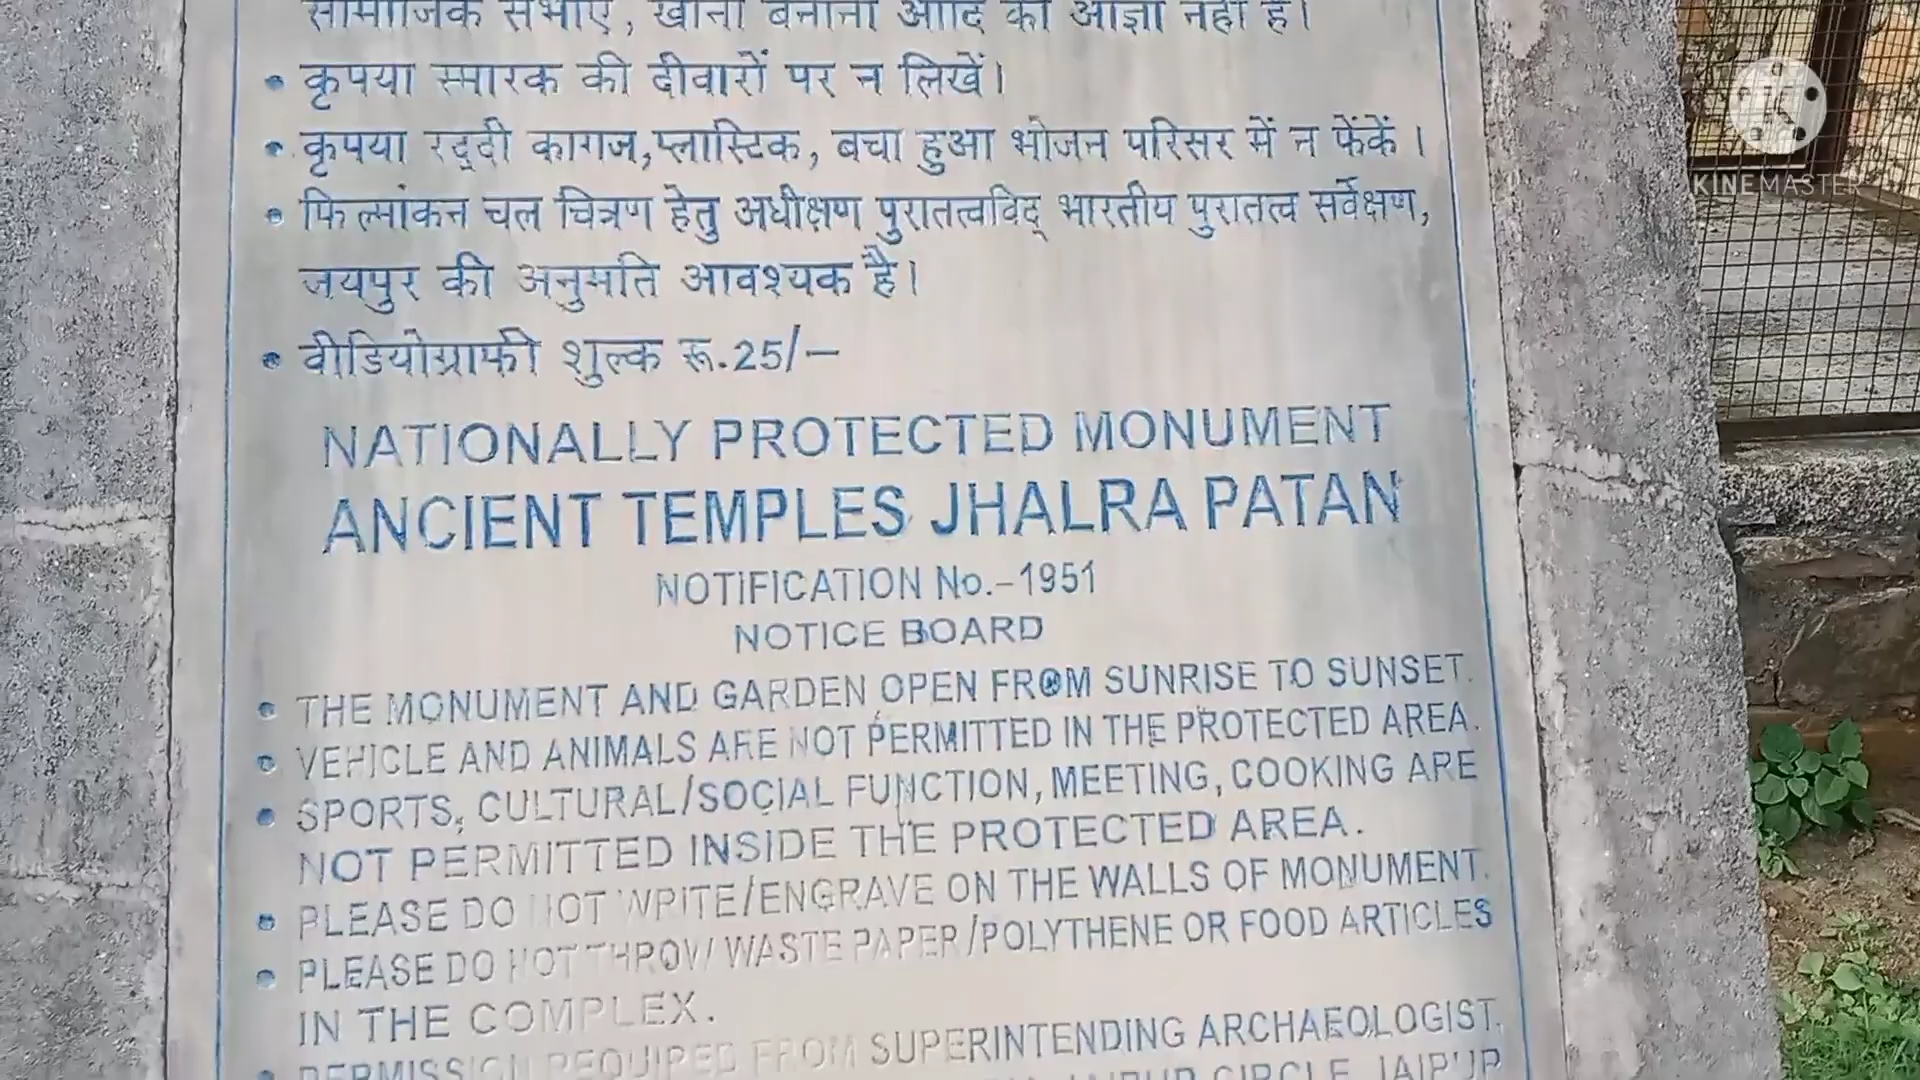 सामाजिक सभाएं, खाना बनाना आदि की आज्ञा नहीं है।
• कृपया स्मारक की दीवारों पर न लिखें।
• कृपया रद्दी कागज,प्लास्टिक, बचा हुआ भोजन परिसर में न फेंकें ।
• फिल्मांकन चल चित्रण हेतु अधीक्षण पुरातत्वविद् भारतीय पुरातत्व सर्वेक्षण,
जयपुर की अनुमति आवश्यक है।
• वीडियोग्राफी शुल्क रू.25/-
NATIONALLY PROTECTED MONUMENT
ANCIENT TEMPLES JHALRA PATAN
NOTIFICATION No.-1951
NOTICE BOARD
• THE MONUMENT AND GARDEN OPEN FROM SUNRISE TO SUNSET.
• VEHICLE AND ANIMALS ARE NOT PERMITTED IN THE PROTECTED AREA.
• SPORTS, CULTURAL/SOCIAL FUNCTION, MEETING, COOKING ARE
NOT PERMITTED INSIDE THE PROTECTED AREA.
• PLEASE DO NOT WRITE/ENGRAVE ON THE WALLS OF MONUMENT.
• PLEASE DO NOT THROW WASTE PAPER/POLYTHENE OR FOOD ARTICLES
IN THE COMPLEX.
• PERMISSION REQUIRED FROM SUPERINTENDING ARCHAEOLOGIST,
CIRCLE JAIPUR
KINEMASTER